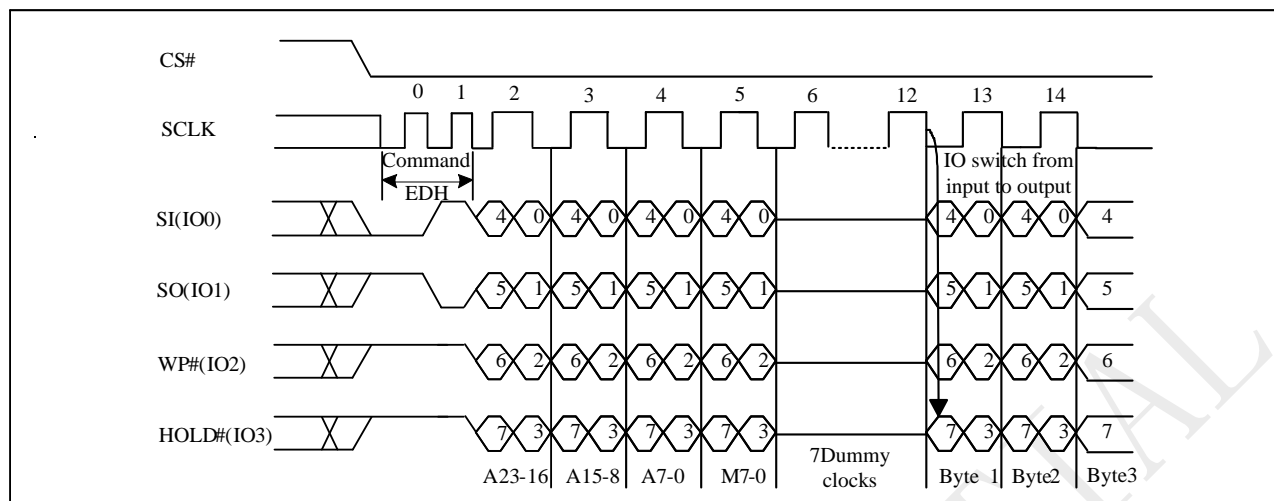 CS#
0 1 2 3 4 5 6 12 13 14
SCLK
Command
EDH
IO switch from
input to output
SI(IO0) 4 0 4 0 4 0 4 0 4 0 4 0 4
SO(IO1) 5 1 5 1 5 1 5 1 5 1 5 1 5
WP#(IO2) 6 2 6 2 6 2 6 2 6 2 6 2 6
HOLD#(IO3) 7 3 7 3 7 3 7 3 7 3 7 3 7
A23-16 A15-8 A7-0 M7-0 7Dummy
clocks
Byte 1 Byte2 Byte3